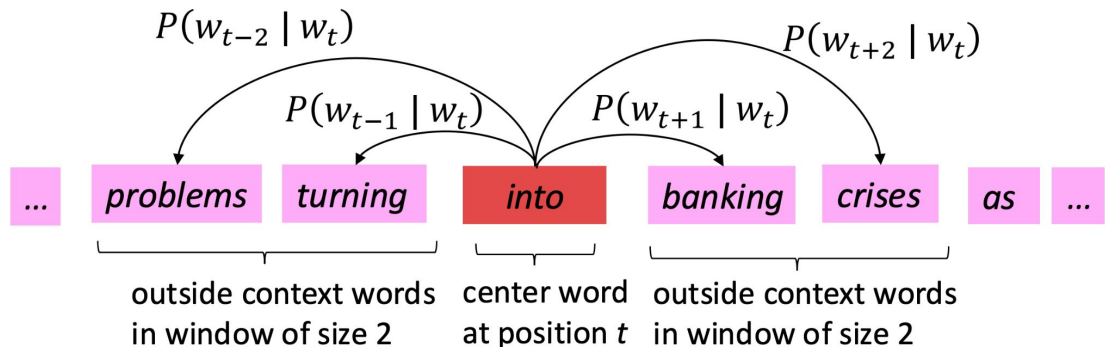 P(w_{t−2} | w_t)
P(w_{t+2} | w_t)
P(w_{t−1} | w_t)
P(w_{t+1} | w_t)
... problems turning into banking crises as ...
outside context words
in window of size 2
center word
at position t
outside context words
in window of size 2